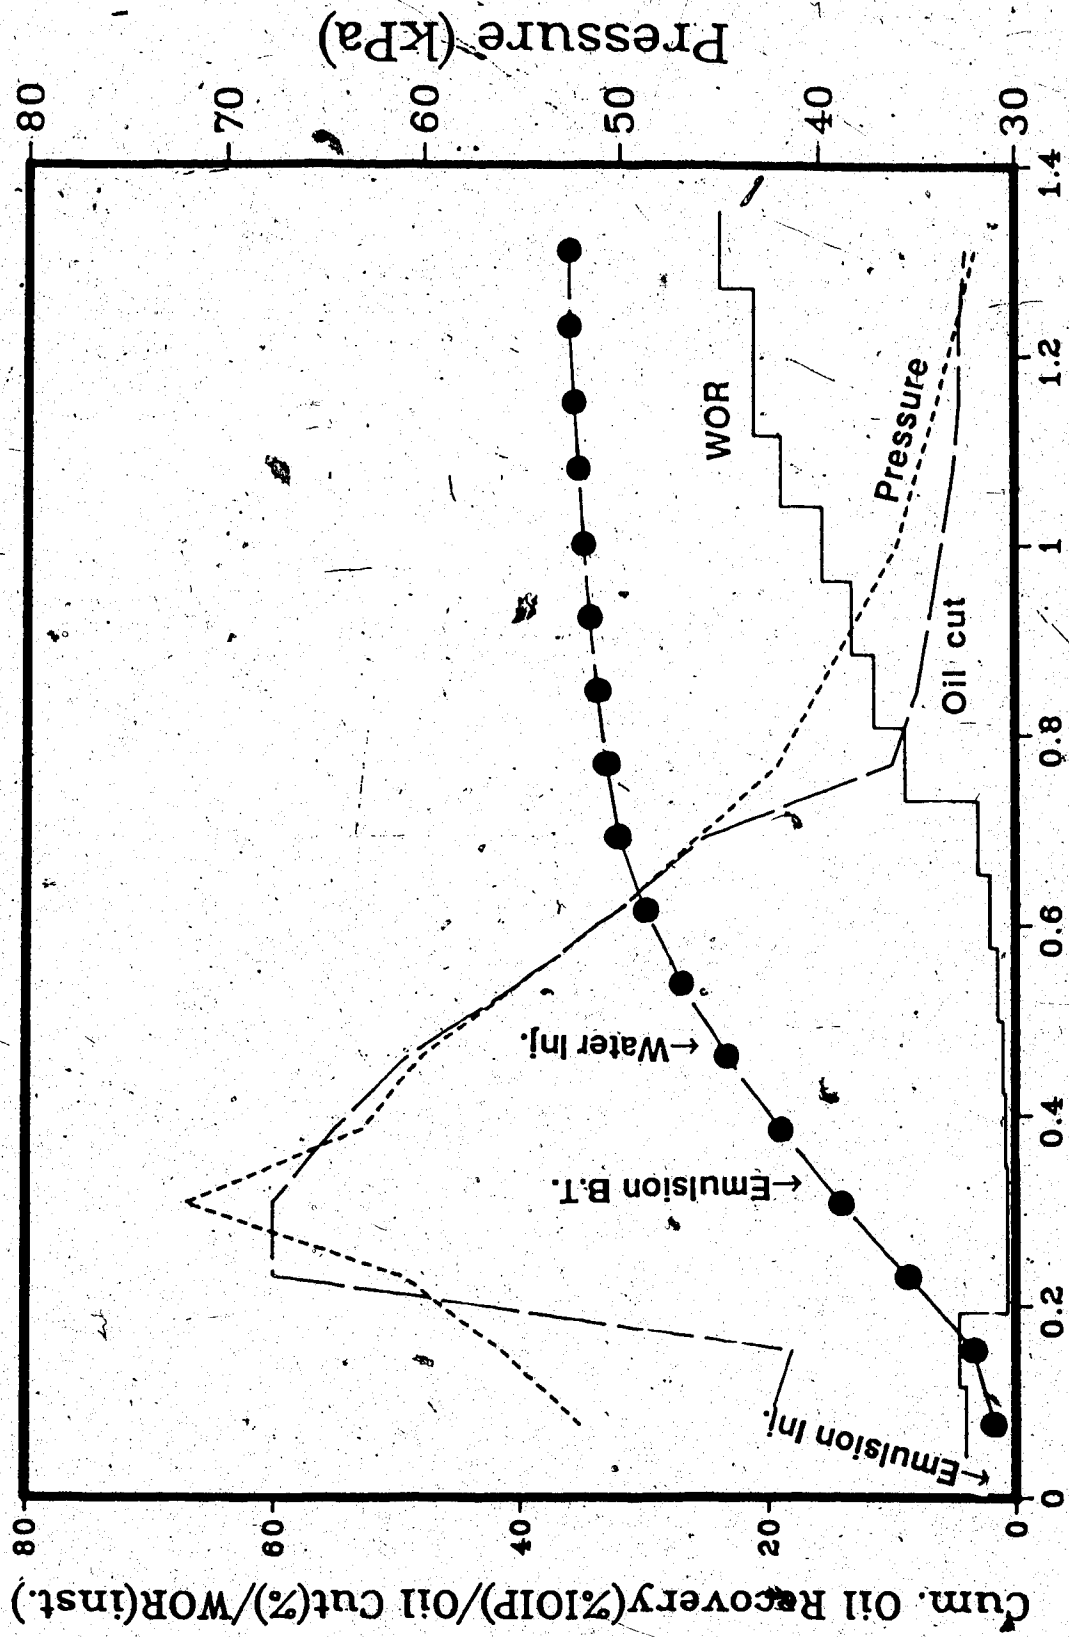 Pressure (kPa)
80
70
60
50
40
30
1.4
1.2
1
0.8
0.6
0.4
0.2
0
WOR
Pressure
Oil cut
←Water Inj.
←Emulsion B.T.
←Emulsion Inj.
80
60
40
20
0
Cum. Oil Recovery(%IOIP)/Oil Cut(%)/WOR(inst.)